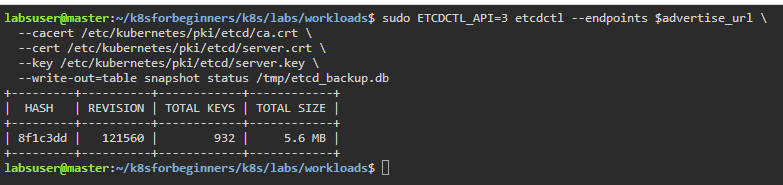 labsuser@master:~/k8sforbeginners/k8s/labs/workloads$ sudo ETCDCTL_API=3 etcdctl --endpoints $advertise_url \
  --cacert /etc/kubernetes/pki/etcd/ca.crt \
  --cert /etc/kubernetes/pki/etcd/server.crt \
  --key /etc/kubernetes/pki/etcd/server.key \
  --write-out=table snapshot status /tmp/etcd_backup.db
+---------+----------+------------+------------+
|  HASH   | REVISION | TOTAL KEYS | TOTAL SIZE |
+---------+----------+------------+------------+
| 8f1c3dd |   121560 |        932 |     5.6 MB |
+---------+----------+------------+------------+
labsuser@master:~/k8sforbeginners/k8s/labs/workloads$